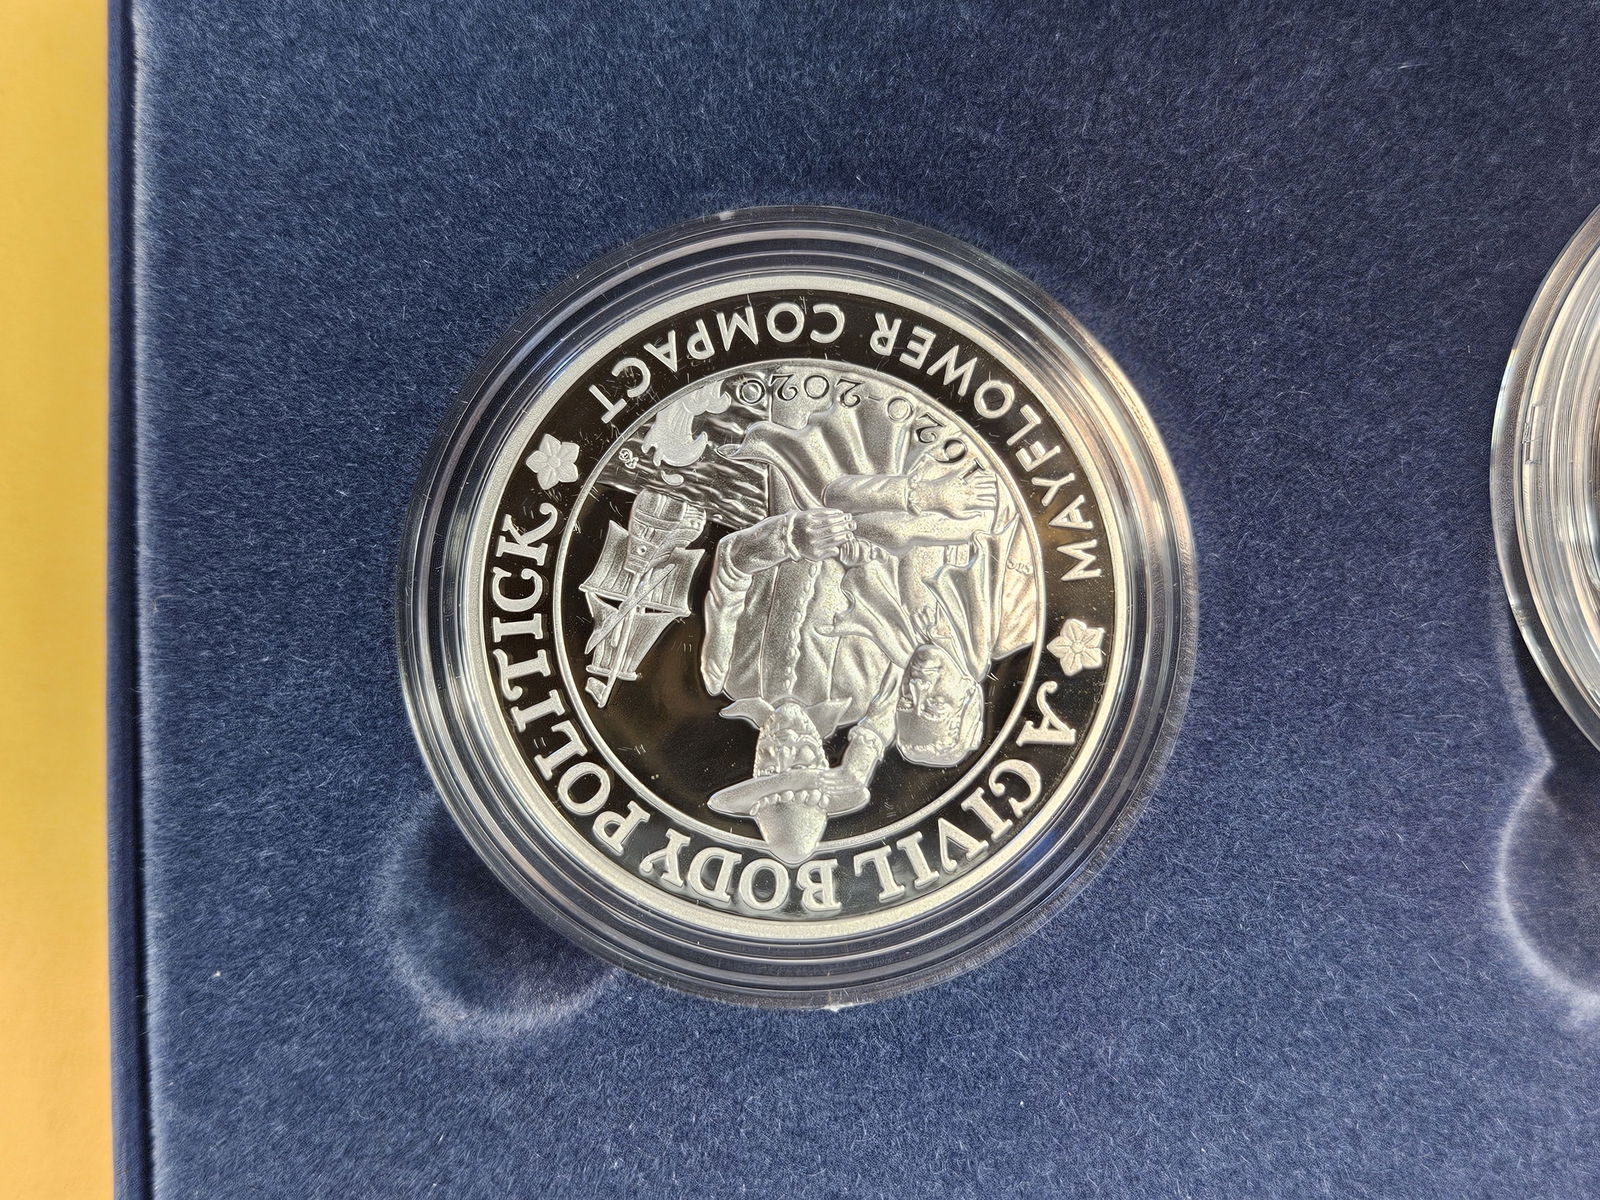 A CIVIL BODY POLITICK
MAYFLOWER COMPACT
1620-2020